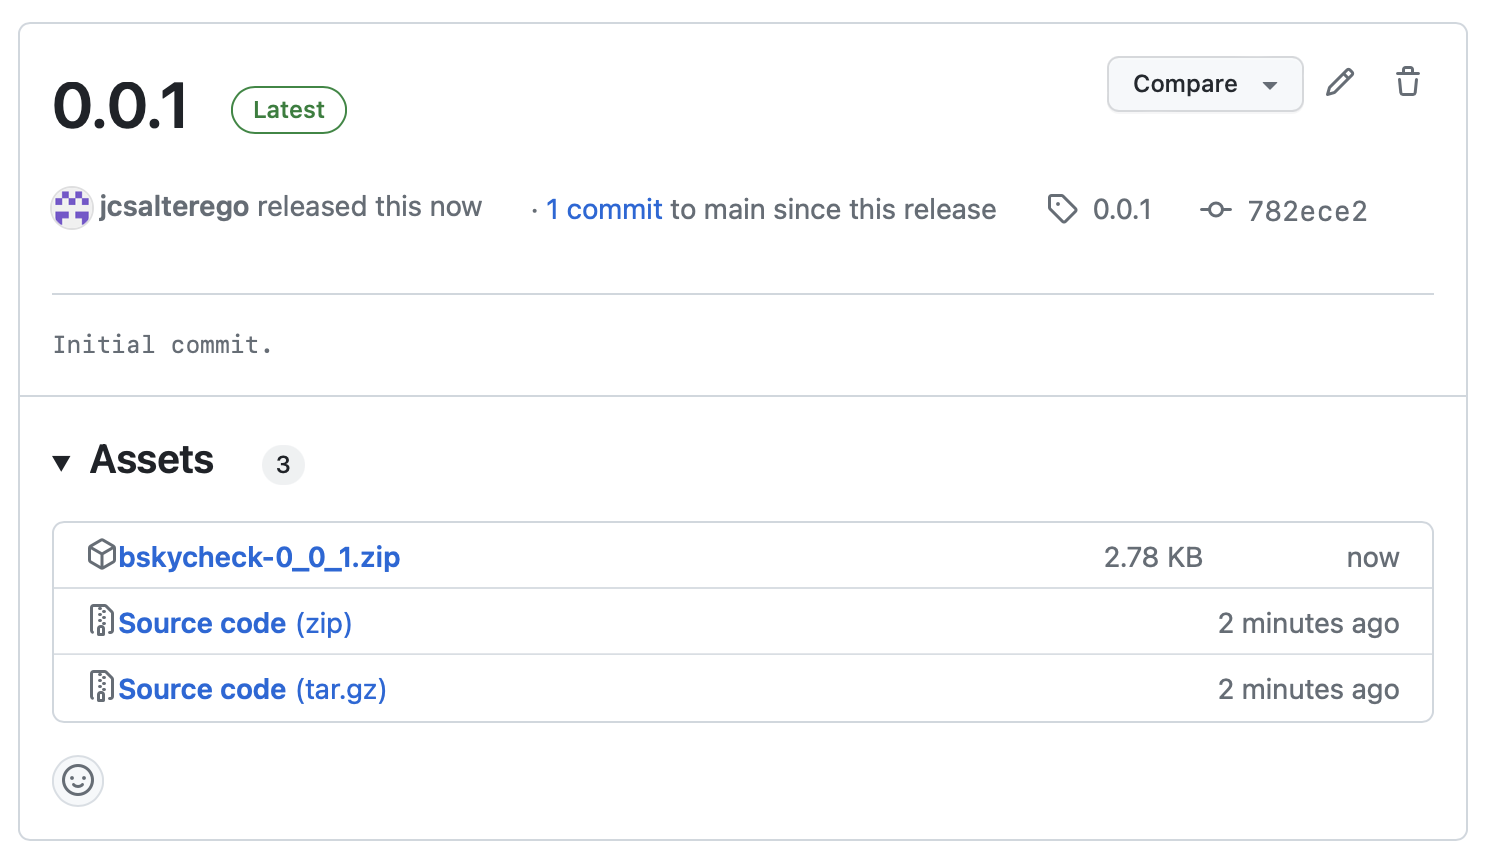 0.0.1 Latest Compare
jcsalterego released this now · 1 commit to main since this release 0.0.1 782ece2
Initial commit.
Assets 3
bskycheck-0_0_1.zip 2.78 KB now
Source code (zip) 2 minutes ago
Source code (tar.gz) 2 minutes ago